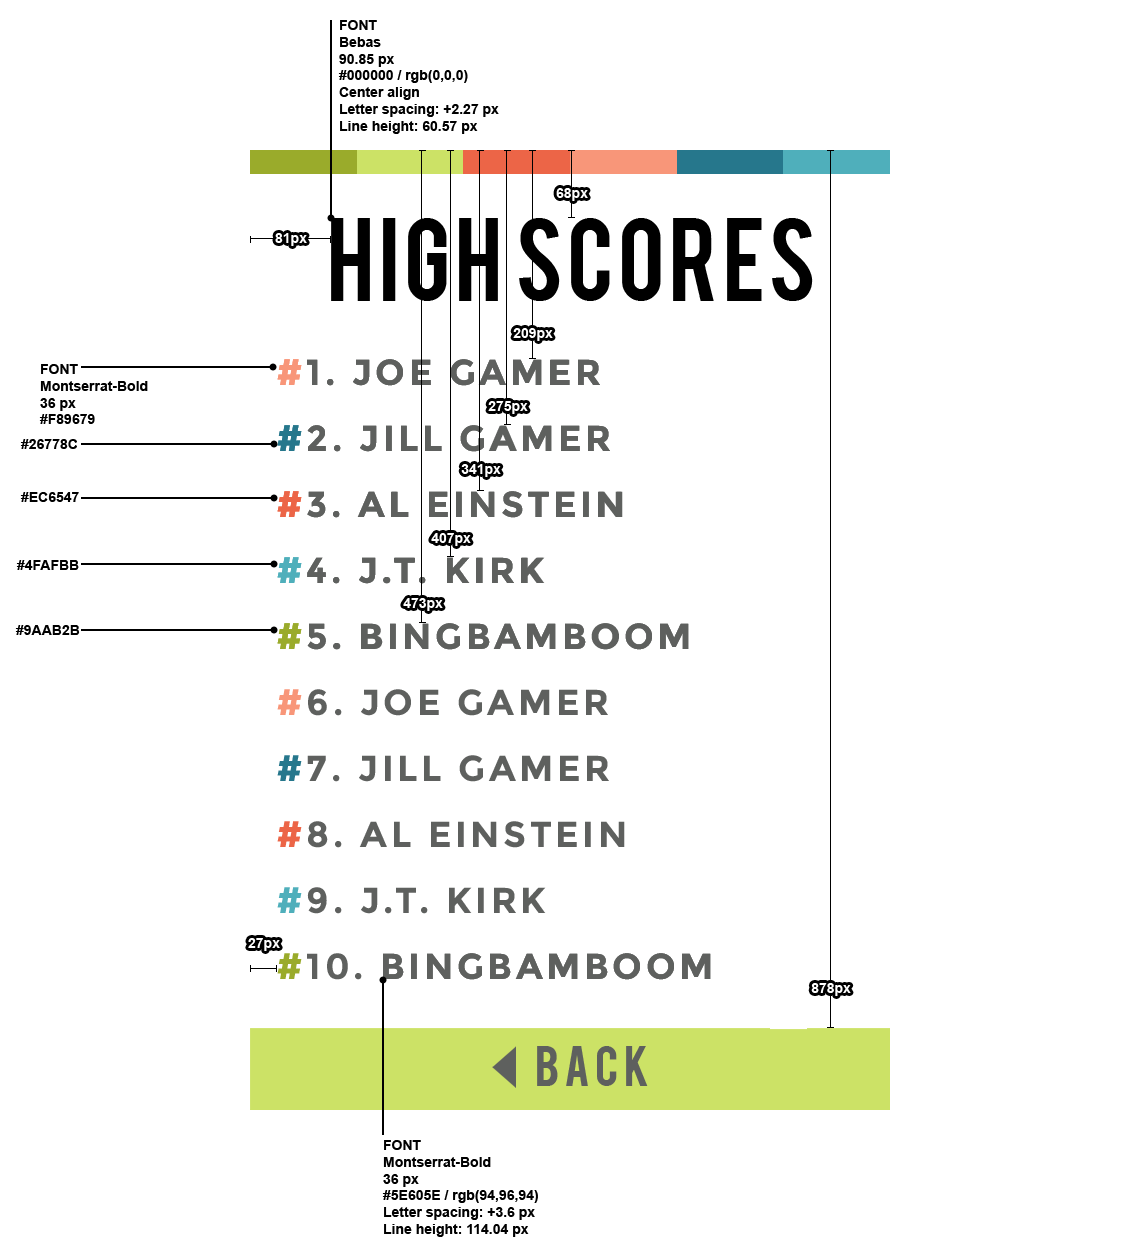 FONT
Bebas
90.85 px
#000000 / rgb(0,0,0)
Center align
Letter spacing: +2.27 px
Line height: 60.57 px
68px
81px
HIGH SCORES
209px
FONT
Montserrat-Bold
36 px
#F89679
#1. JOE GAMER
275px
#26778C
#2. JILL GAMER
341px
#EC6547
#3. AL EINSTEIN
407px
#4FAFBB
#4. J.T. KIRK
473px
#9AAB2B
#5. BINGBAMBOOM
#6. JOE GAMER
#7. JILL GAMER
#8. AL EINSTEIN
#9. J.T. KIRK
27px
#10. BINGBAMBOOM
878px
BACK
FONT
Montserrat-Bold
36 px
#5E605E / rgb(94,96,94)
Letter spacing: +3.6 px
Line height: 114.04 px